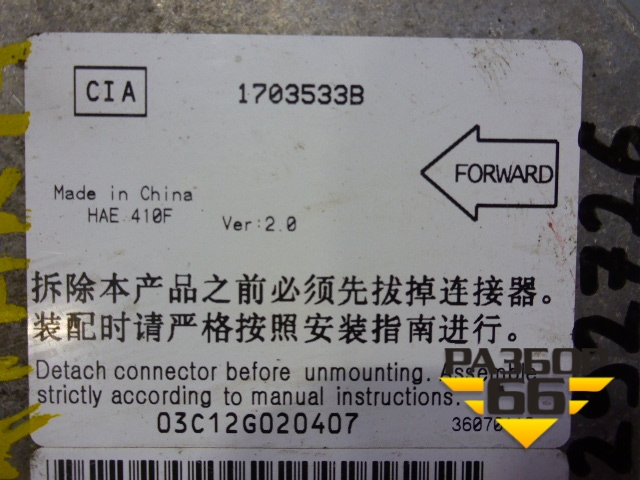 CIA
1703533B
FORWARD
Made in China
HAE 410F
Ver:2.0
拆除本产品之前必须先拔掉连接器。
装配时请严格按照安装指南进行。
Detach connector before unmounting. Assemble
strictly according to manual instructions.
РАЗБОР
66
03C12G020407